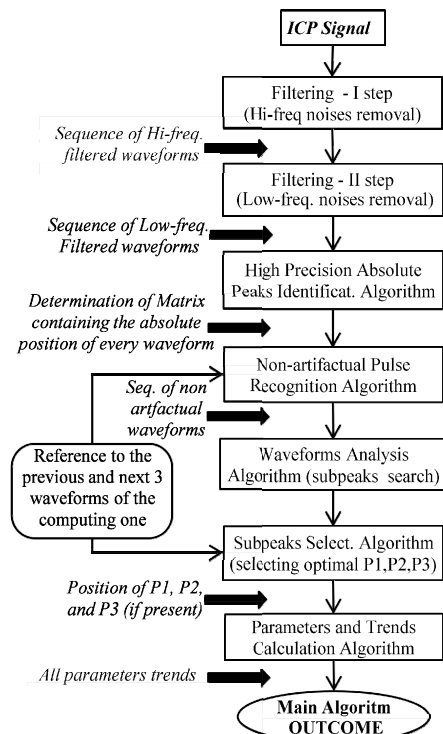 ICP Signal
Filtering - I step
(Hi-freq noises removal)
Sequence of Hi-freq.
filtered waveforms
Filtering - II step
(Low-freq. noises removal)
Sequence of Low-freq.
Filtered waveforms
High Precision Absolute
Peaks Identificat. Algorithm
Determination of Matrix
containing the absolute
position of every waveform
Non-artifactual Pulse
Recognition Algorithm
Seq. of non
artfactual
waveforms
Reference to the
previous and next 3
waveforms of the
computing one
Waveforms Analysis
Algorithm (subpeaks search)
Subpeaks Select. Algorithm
(selecting optimal P1,P2,P3)
Position of P1, P2,
and P3 (if present)
Parameters and Trends
Calculation Algorithm
All parameters trends
Main Algoritm
OUTCOME